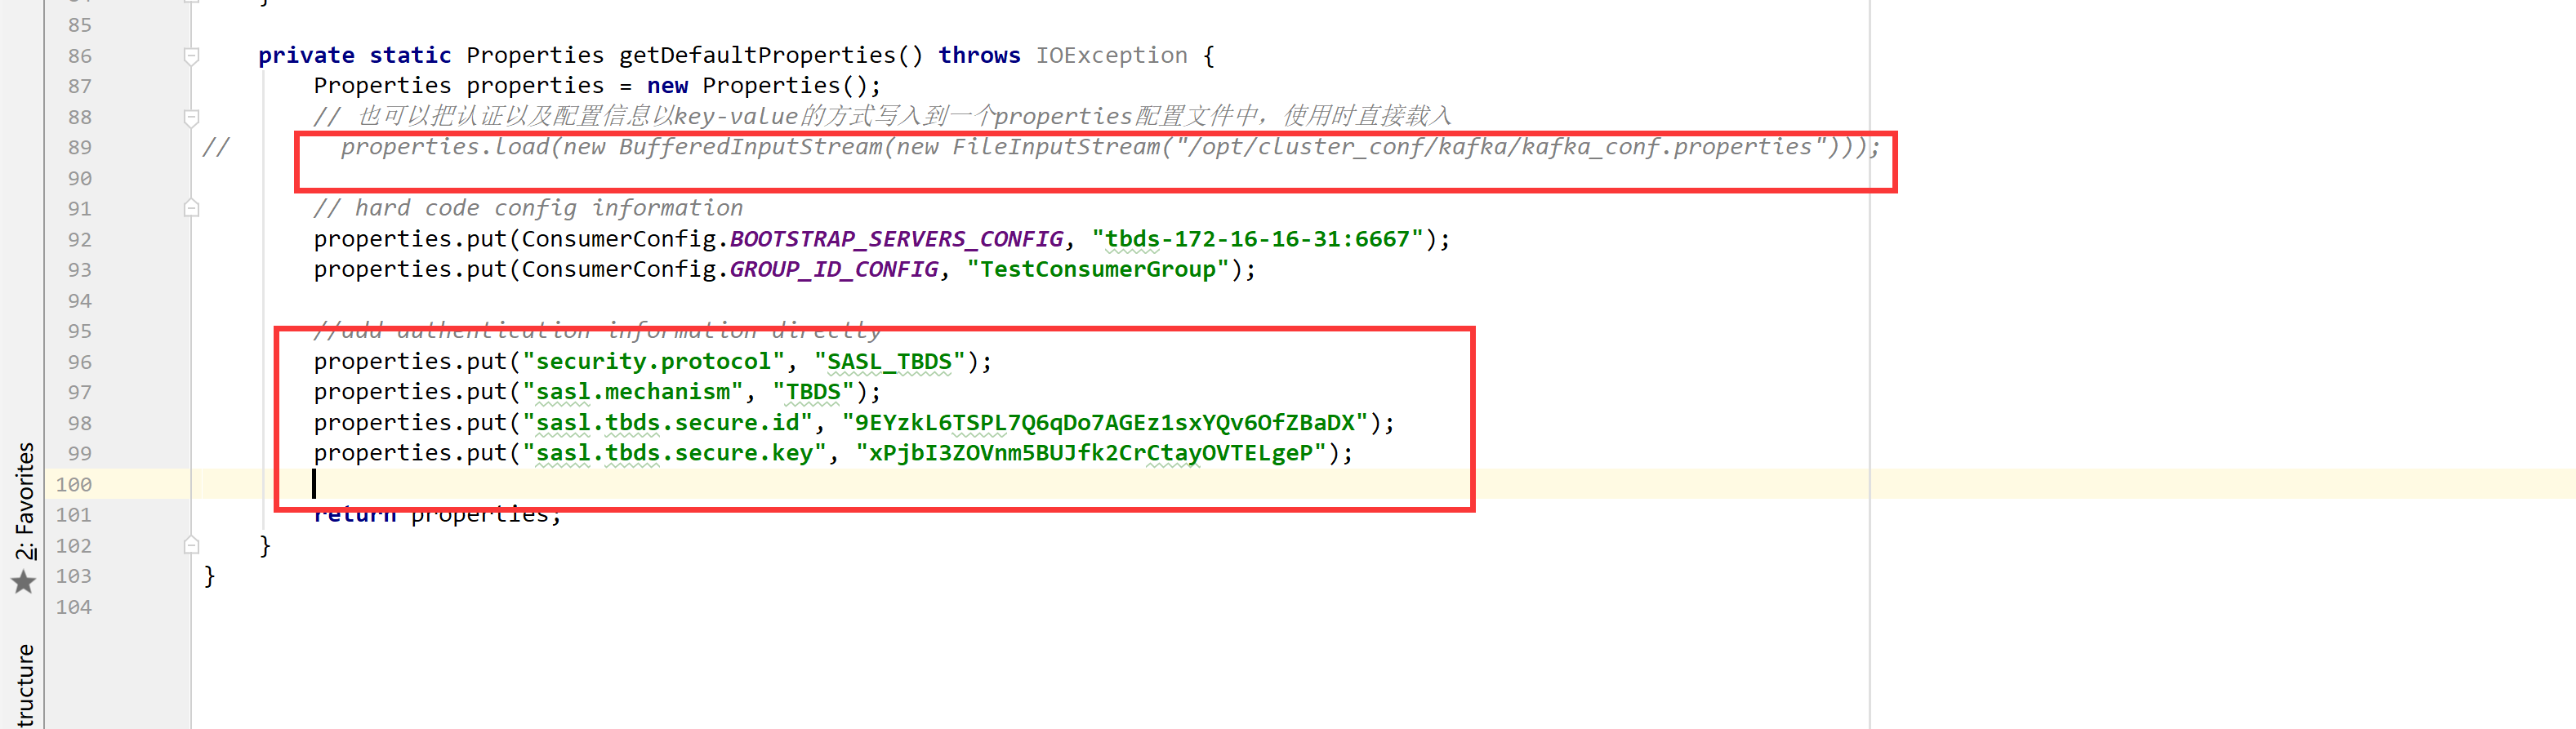 85
86 private static Properties getDefaultProperties() throws IOException {
87 Properties properties = new Properties();
88 // 也可以把认证以及配置信息以key-value的方式写入到一个properties配置文件中，使用时直接载入
89 // properties.load(new BufferedInputStream(new FileInputStream("/opt/cluster_conf/kafka/kafka_conf.properties")));
90
91 // hard code config information
92 properties.put(ConsumerConfig.BOOTSTRAP_SERVERS_CONFIG, "tbds-172-16-16-31:6667");
93 properties.put(ConsumerConfig.GROUP_ID_CONFIG, "TestConsumerGroup");
94
95 //add authentication information directly
96 properties.put("security.protocol", "SASL_TBDS");
97 properties.put("sasl.mechanism", "TBDS");
98 properties.put("sasl.tbds.secure.id", "9EYzkL6TSPL7Q6qDo7AGEz1sxYQv6OfZBaDX");
99 properties.put("sasl.tbds.secure.key", "xPjbI3ZOVnm5BUJfk2CrCtayOVTELgeP");
100
101 return properties;
102 }
103 }
104
2: Favorites
tructure